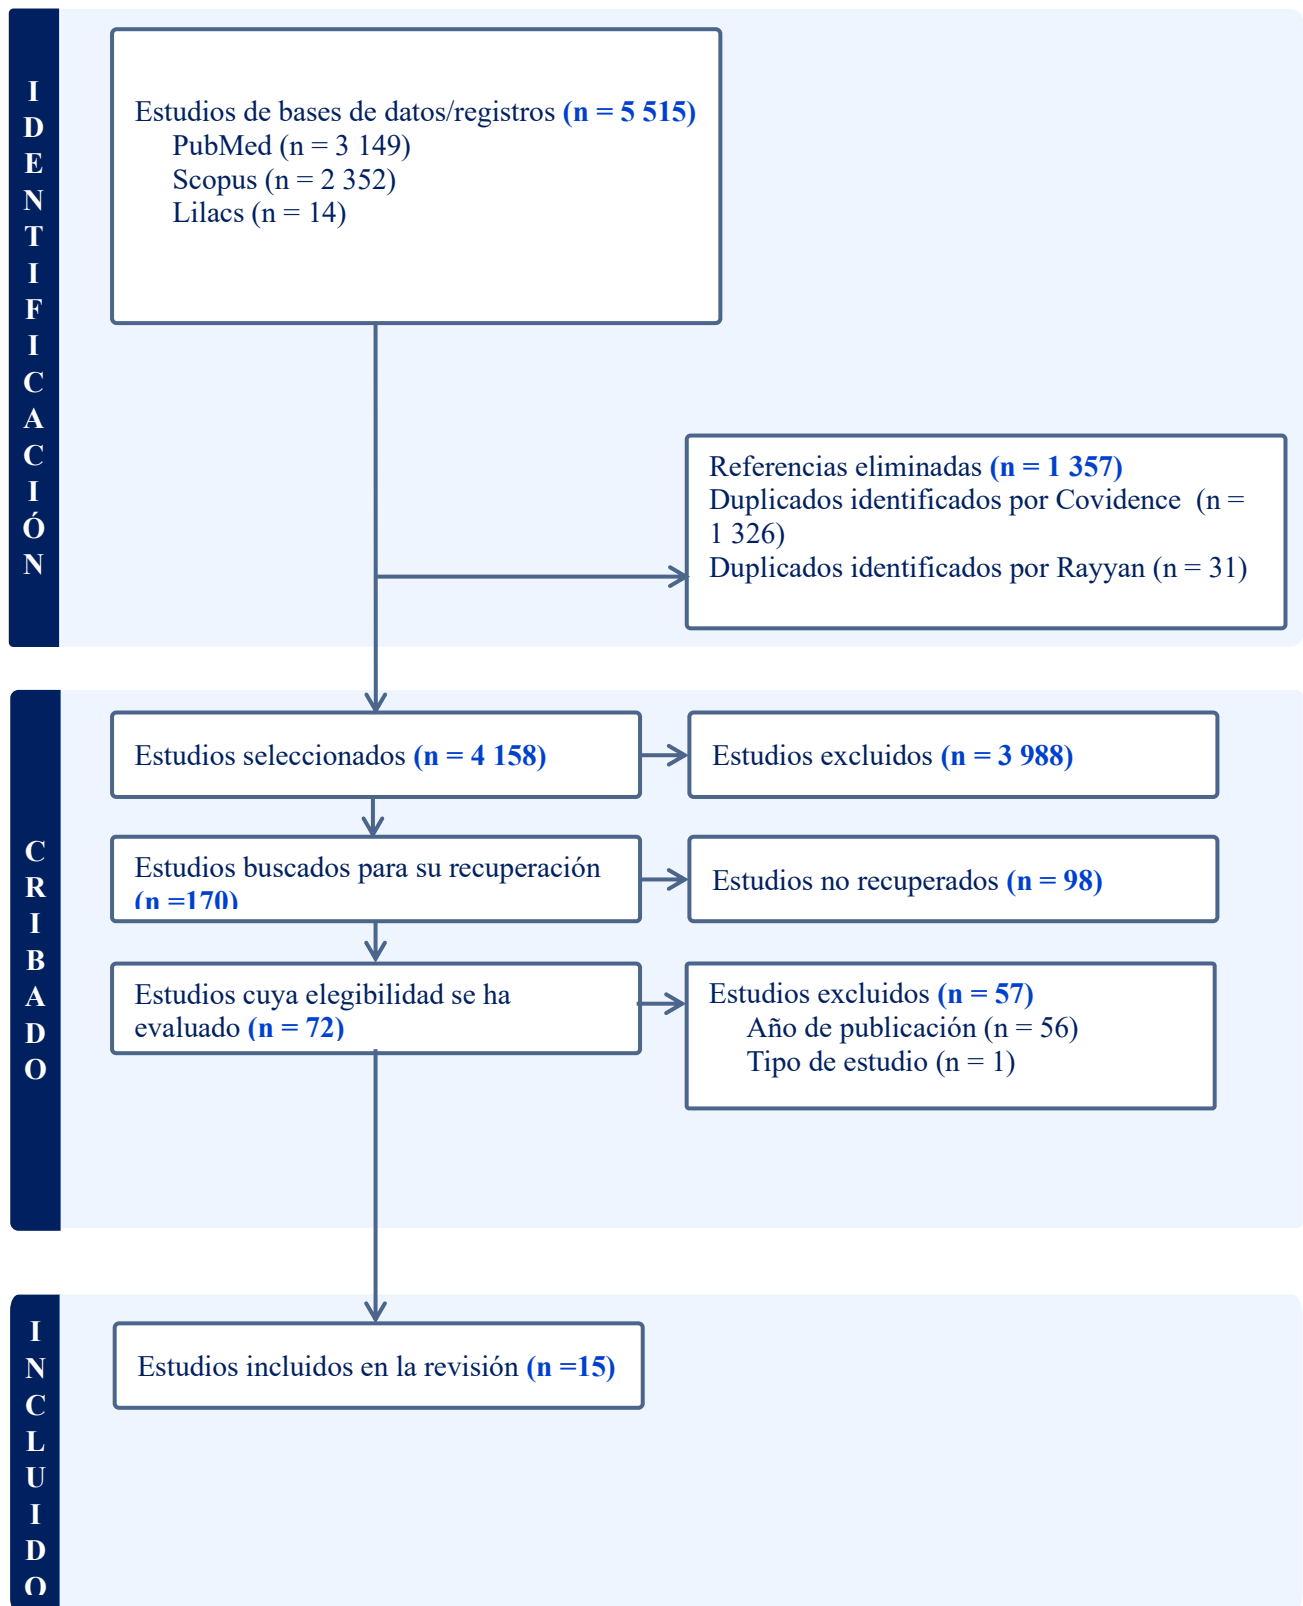 IDENTIFICACIÓN
Estudios de bases de datos/registros (n = 5 515)
PubMed (n = 3 149)
Scopus (n = 2 352)
Lilacs (n = 14)
Referencias eliminadas (n = 1 357)
Duplicados identificados por Covidence (n =
1 326)
Duplicados identificados por Rayyan (n = 31)
CRIBADO
Estudios seleccionados (n = 4 158)
Estudios excluidos (n = 3 988)
Estudios buscados para su recuperación
(n =170)
Estudios no recuperados (n = 98)
Estudios cuya elegibilidad se ha
evaluado (n = 72)
Estudios excluidos (n = 57)
Año de publicación (n = 56)
Tipo de estudio (n = 1)
INCLUIDO
Estudios incluidos en la revisión (n =15)